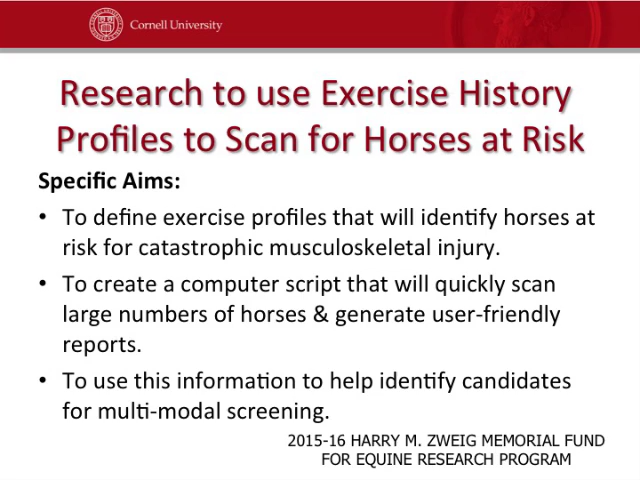 Cornell University
Research to use Exercise History
Profiles to Scan for Horses at Risk
Specific Aims:
• To define exercise profiles that will identify horses at
risk for catastrophic musculoskeletal injury.
• To create a computer script that will quickly scan
large numbers of horses & generate user-friendly
reports.
• To use this information to help identify candidates
for multi-modal screening.
2015-16 HARRY M. ZWEIG MEMORIAL FUND
FOR EQUINE RESEARCH PROGRAM